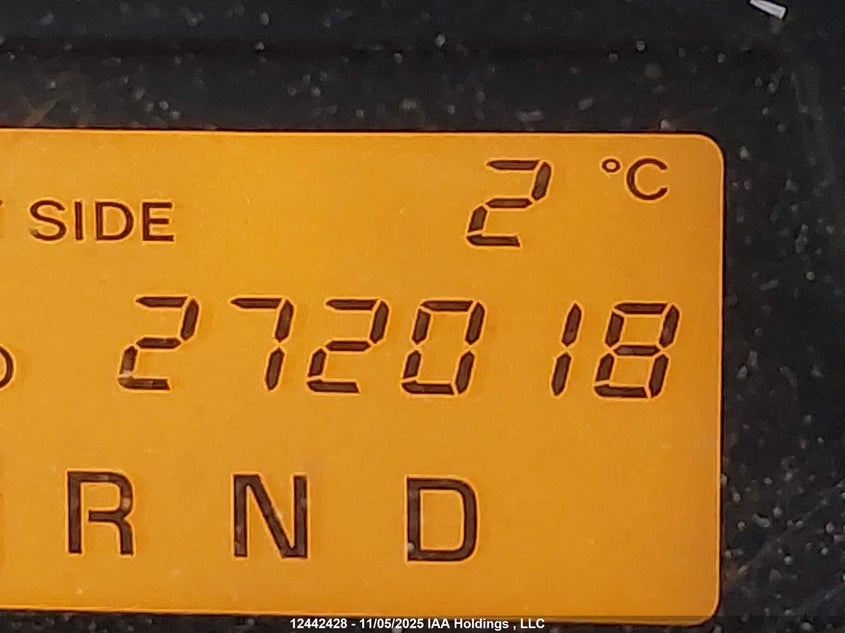 SIDE 2 °C
272018
R N D
12442428 - 11/05/2025 IAA Holdings , LLC